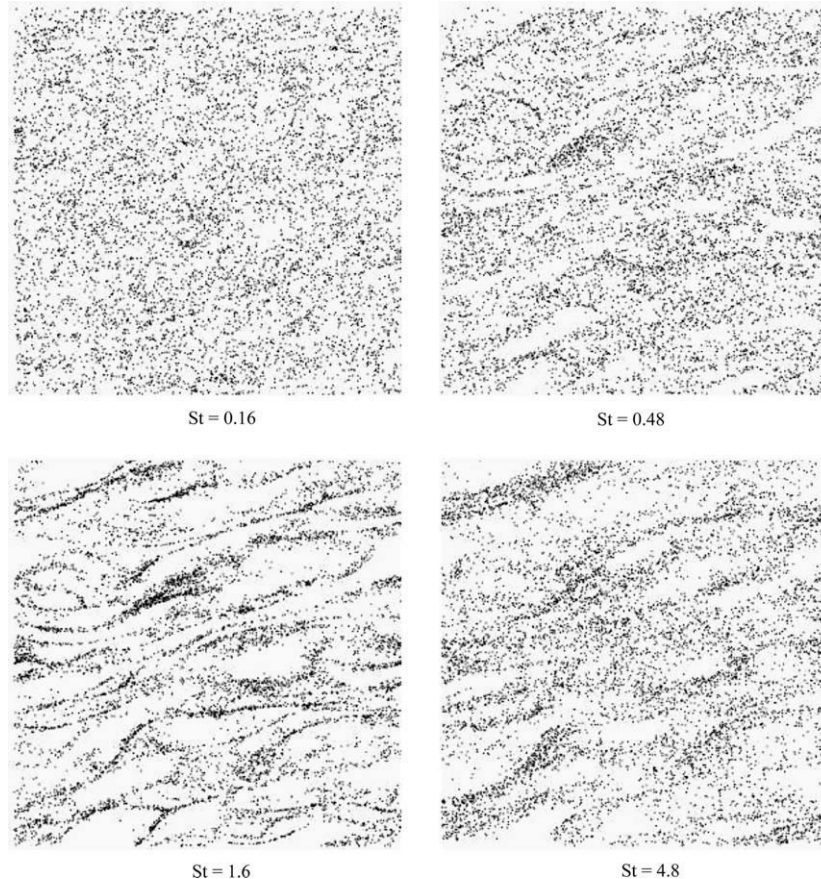 St = 0.16
St = 0.48
St = 1.6
St = 4.8